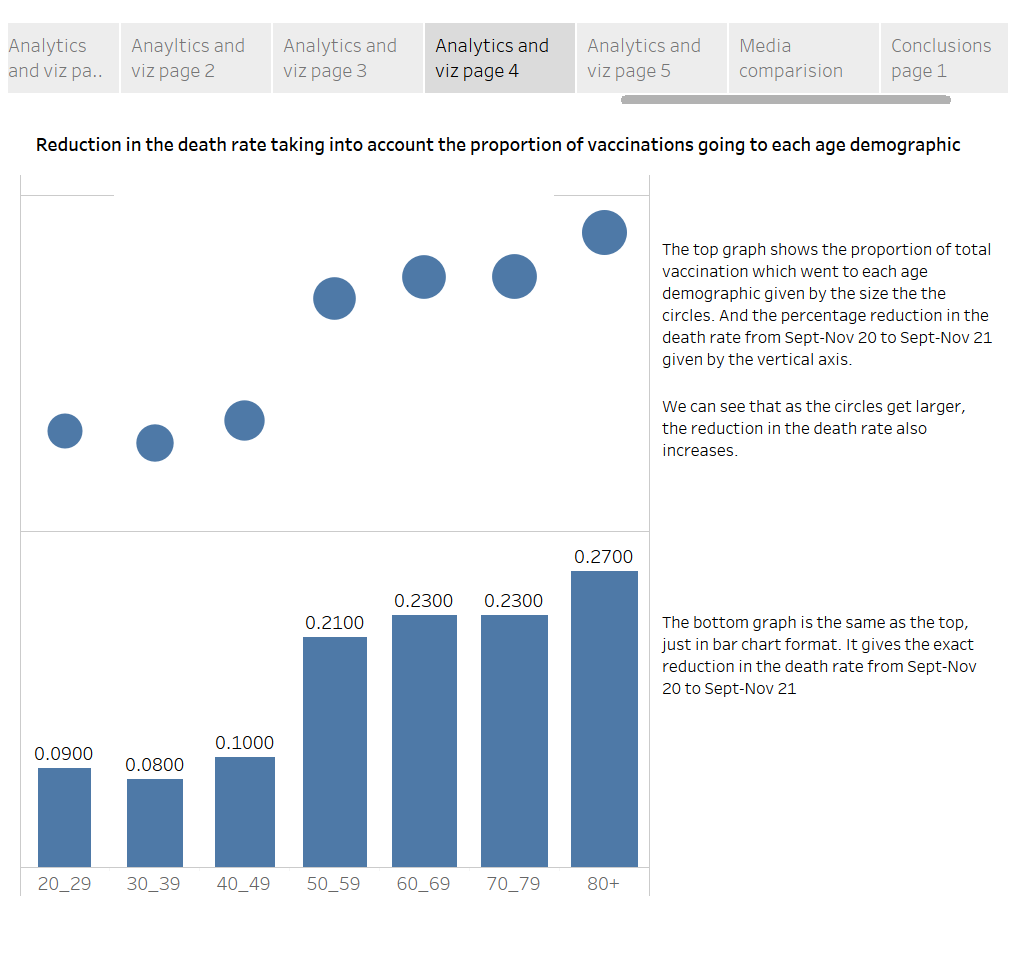 Analytics
and viz pa..
Anayltics and
viz page 2
Analytics and
viz page 3
Analytics and
viz page 4
Analytics and
viz page 5
Media
comparision
Conclusions
page 1
Reduction in the death rate taking into account the proportion of vaccinations going to each age demographic
The top graph shows the proportion of total
vaccination which went to each age
demographic given by the size the the
circles. And the percentage reduction in the
death rate from Sept-Nov 20 to Sept-Nov 21
given by the vertical axis.
We can see that as the circles get larger,
the reduction in the death rate also
increases.
0.0900
0.0800
0.1000
0.2100
0.2300
0.2300
0.2700
20_29
30_39
40_49
50_59
60_69
70_79
80+
The bottom graph is the same as the top,
just in bar chart format. It gives the exact
reduction in the death rate from Sept-Nov
20 to Sept-Nov 21